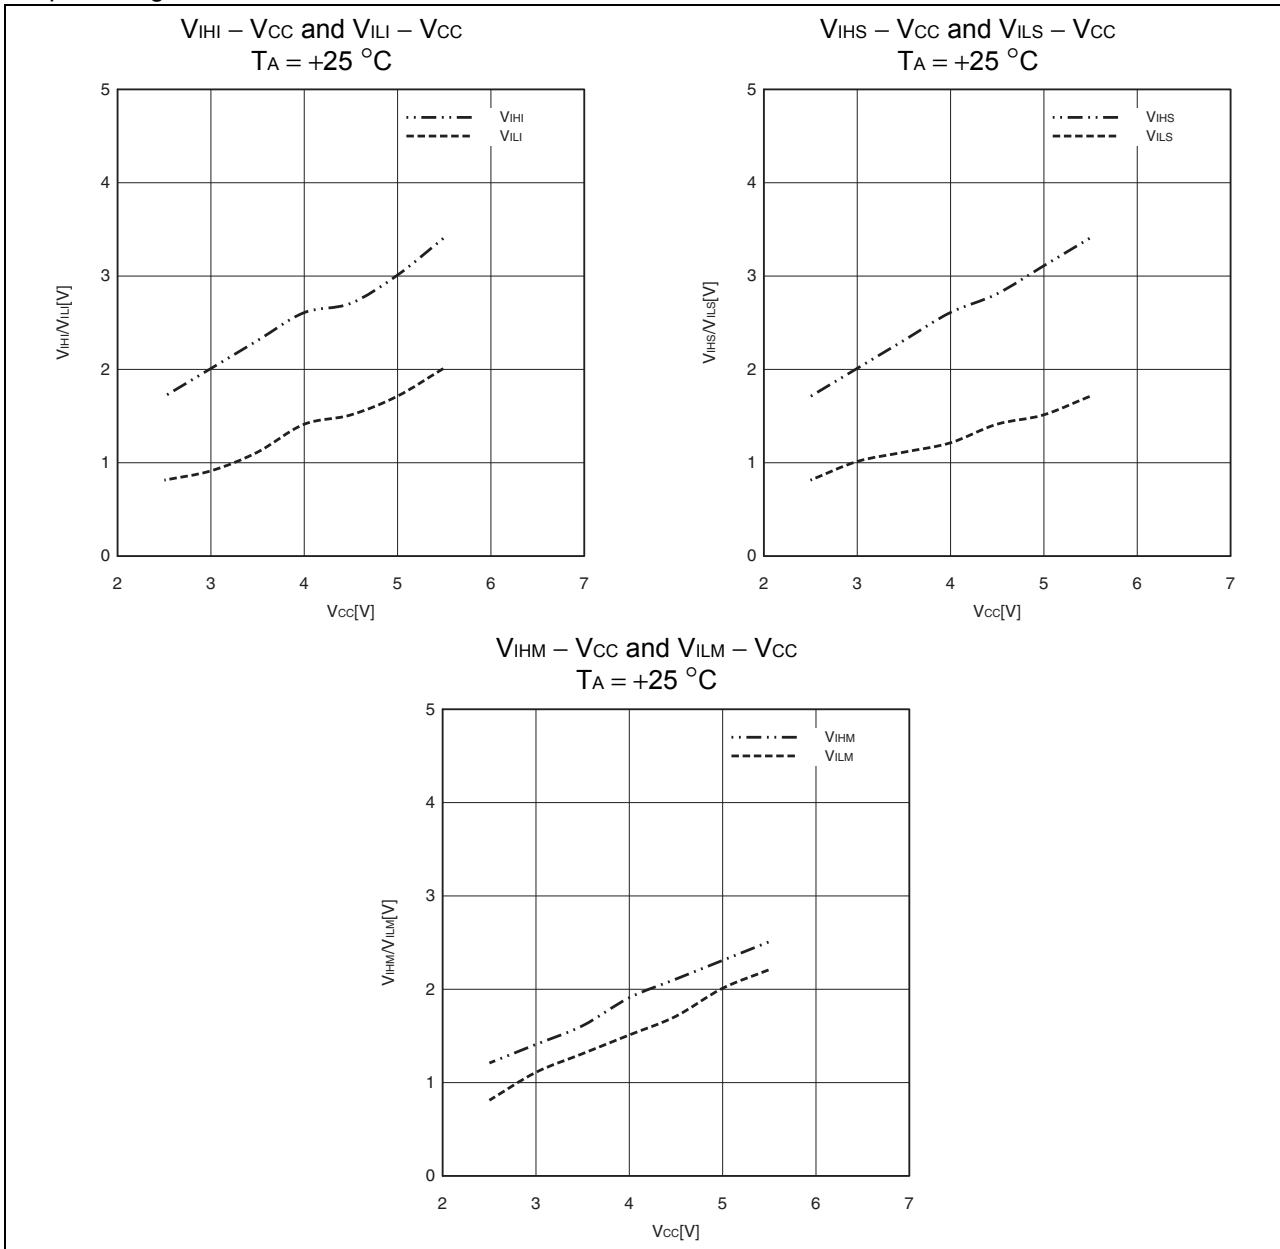 VIHI – VCC and VILI – VCC
TA = +25 °C
5
4
3
2
1
0
VIHI/VILI[V]
VIHI
VILI
2 3 4 5 6 7
VCC[V]
VIHS – VCC and VILS – VCC
TA = +25 °C
5
4
3
2
1
0
VIHS/VILS[V]
VIHS
VILS
2 3 4 5 6 7
VCC[V]
VIHM – VCC and VILM – VCC
TA = +25 °C
5
4
3
2
1
0
VIHM/VILM[V]
VIHM
VILM
2 3 4 5 6 7
VCC[V]